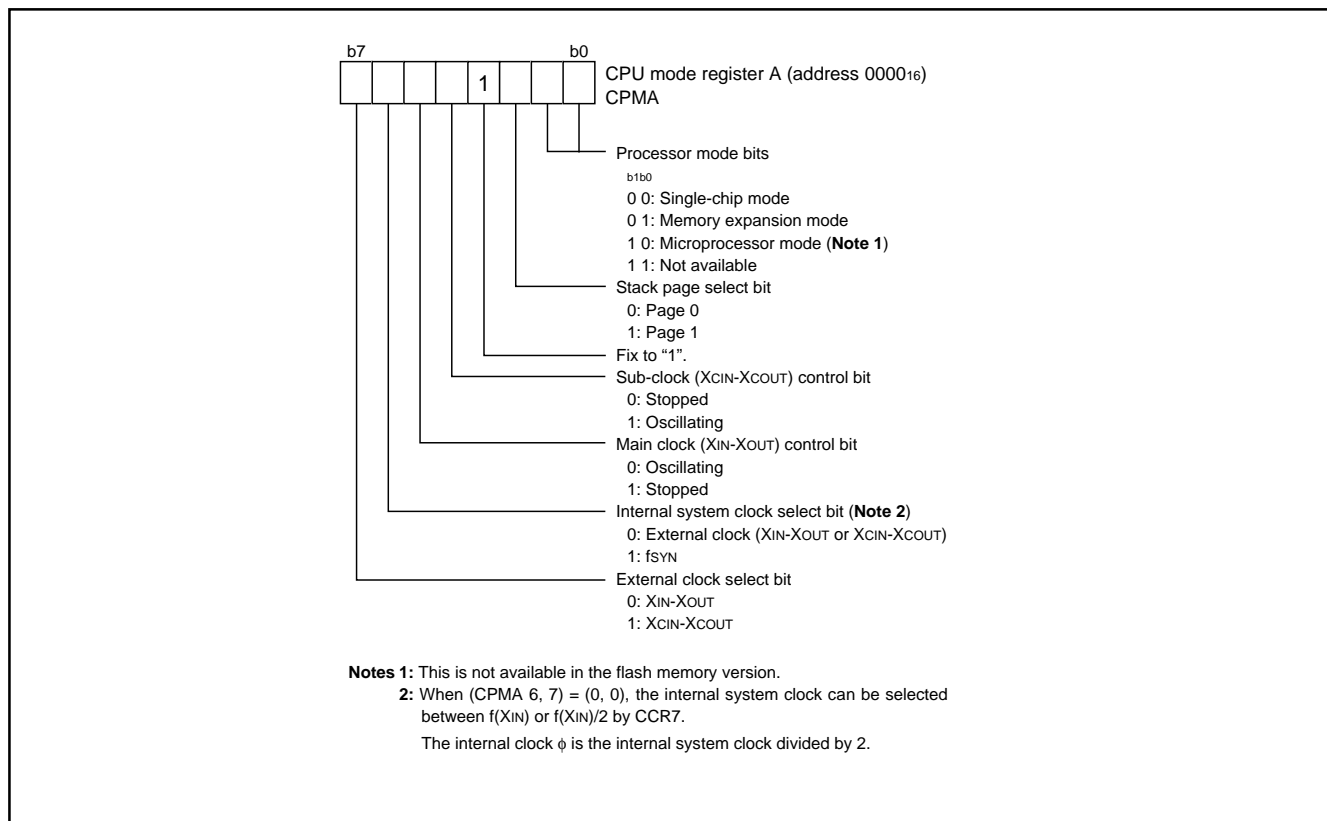 b7 b0
1
CPU mode register A (address 0000₁₆)
CPMA
Processor mode bits
b1b0
0 0: Single-chip mode
0 1: Memory expansion mode
1 0: Microprocessor mode (Note 1)
1 1: Not available
Stack page select bit
0: Page 0
1: Page 1
Fix to “1”.
Sub-clock (XCIN-XCOUT) control bit
0: Stopped
1: Oscillating
Main clock (XIN-XOUT) control bit
0: Oscillating
1: Stopped
Internal system clock select bit (Note 2)
0: External clock (XIN-XOUT or XCIN-XCOUT)
1: fSYN
External clock select bit
0: XIN-XOUT
1: XCIN-XCOUT
Notes 1: This is not available in the flash memory version.
2: When (CPMA 6, 7) = (0, 0), the internal system clock can be selected
between f(XIN) or f(XIN)/2 by CCR7.
The internal clock ϕ is the internal system clock divided by 2.